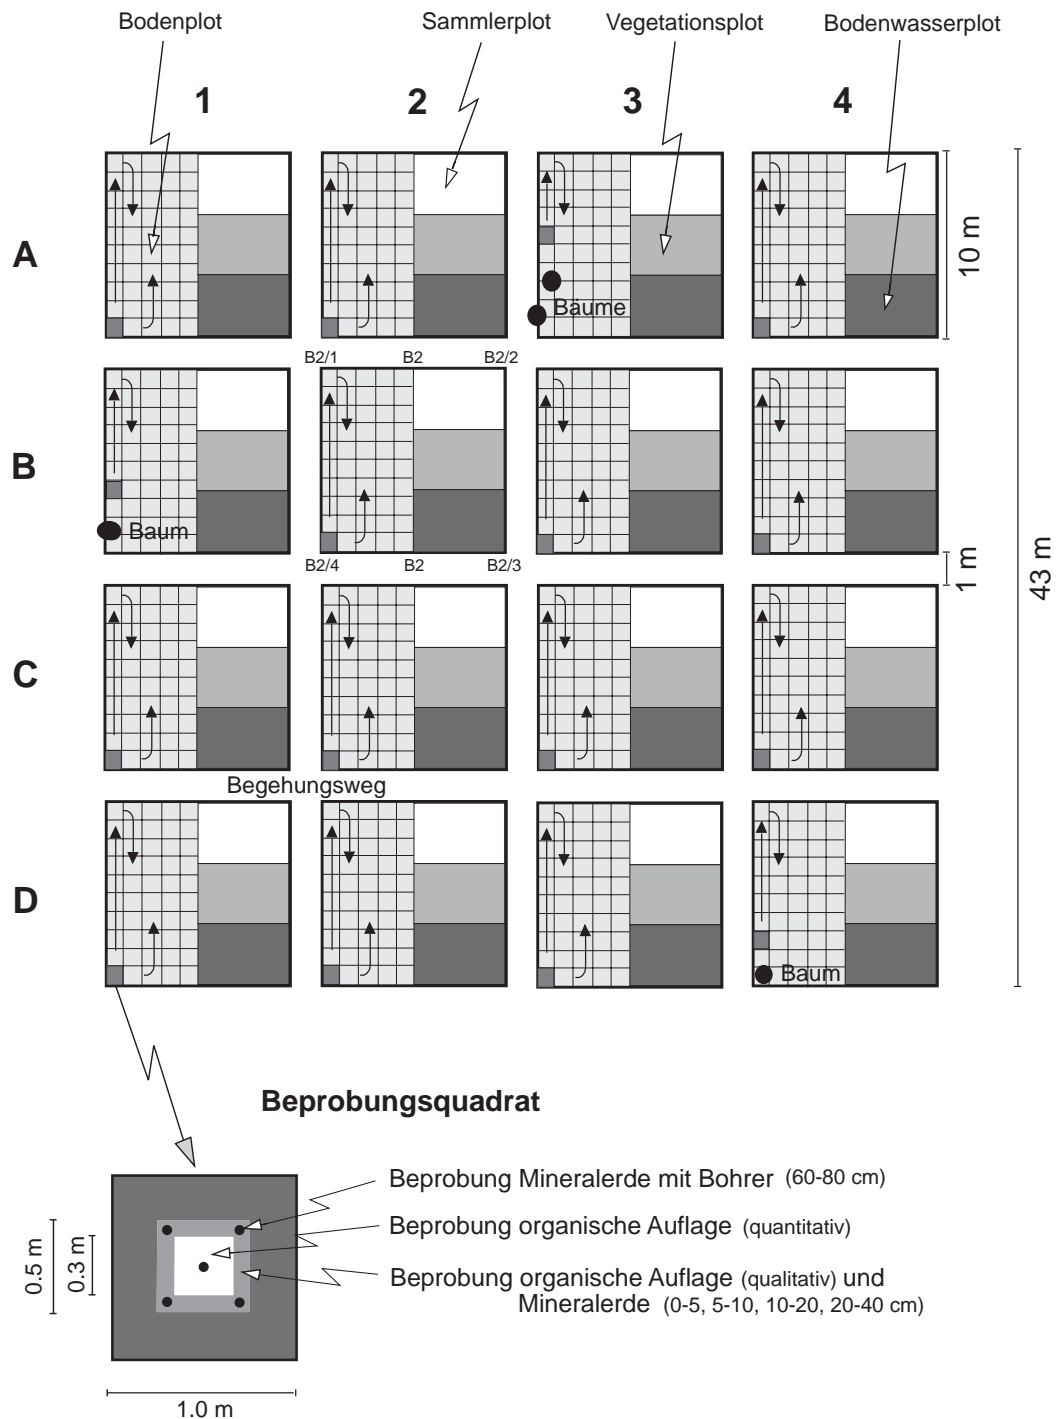 Bodenplot Sammlerplot Vegetationsplot Bodenwasserplot
1 2 3 4
A
Bäume
10 m
B2/1 B2 B2/2
B
Baum
B2/4 B2 B2/3
1 m
43 m
C
Begehungsweg
D
Baum
Beprobungsquadrat
Beprobung Mineralerde mit Bohrer (60-80 cm)
Beprobung organische Auflage (quantitativ)
Beprobung organische Auflage (qualitativ) und
Mineralerde (0-5, 5-10, 10-20, 20-40 cm)
0.5 m
0.3 m
1.0 m